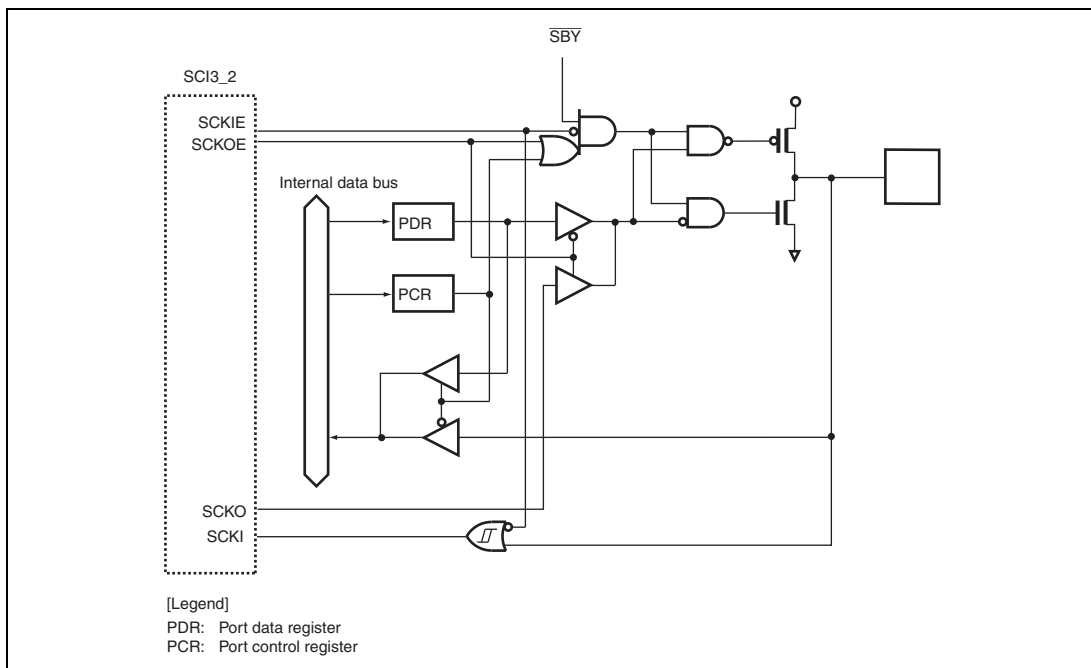 SBY
SCI3_2
SCKIE
SCKOE
Internal data bus
PDR
PCR
SCKO
SCKI
[Legend]
PDR: Port data register
PCR: Port control register